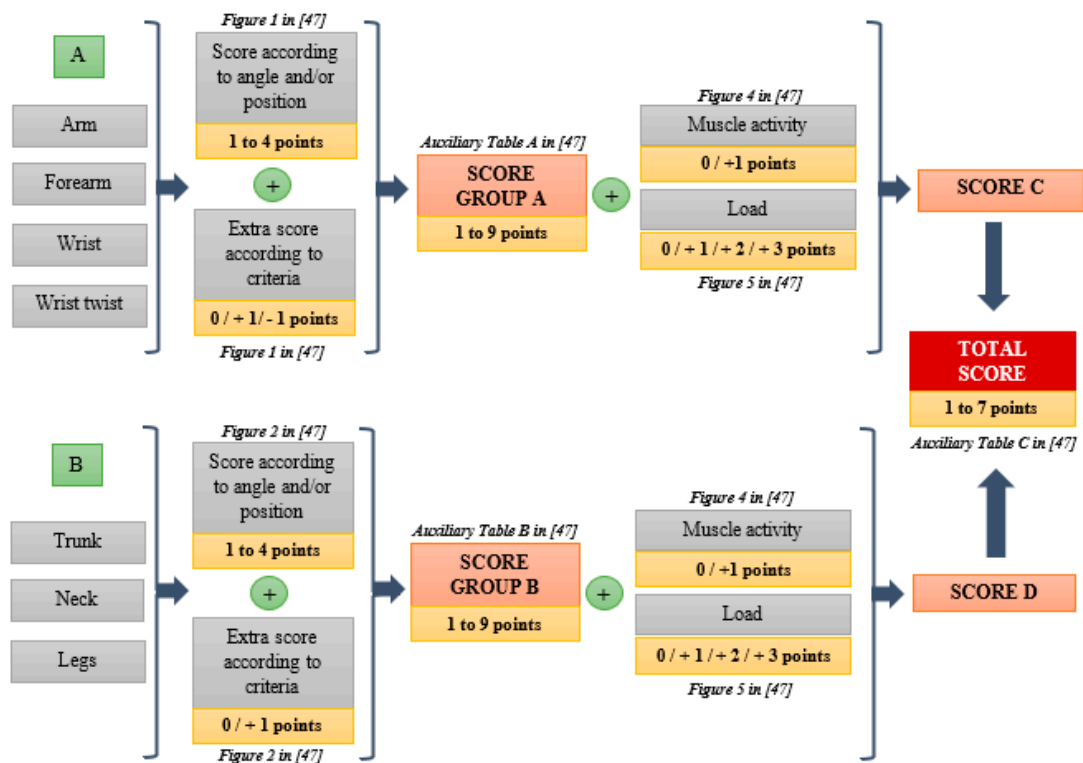 A
Arm
Forearm
Wrist
Wrist twist
Figure 1 in [47]
Score according
to angle and/or
position
1 to 4 points
+
Extra score
according to
criteria
0 / + 1/ - 1 points
Figure 1 in [47]
Auxiliary Table A in [47]
SCORE
GROUP A
1 to 9 points
+
Figure 4 in [47]
Muscle activity
0 / +1 points
Load
0 / + 1 / + 2 / + 3 points
Figure 5 in [47]
SCORE C
TOTAL
SCORE
1 to 7 points
Auxiliary Table C in [47]
B
Trunk
Neck
Legs
Figure 2 in [47]
Score according
to angle and/or
position
1 to 4 points
+
Extra score
according to
criteria
0 / + 1 points
Figure 2 in [47]
Auxiliary Table B in [47]
SCORE
GROUP B
1 to 9 points
+
Figure 4 in [47]
Muscle activity
0 / +1 points
Load
0 / + 1 / + 2 / + 3 points
Figure 5 in [47]
SCORE D